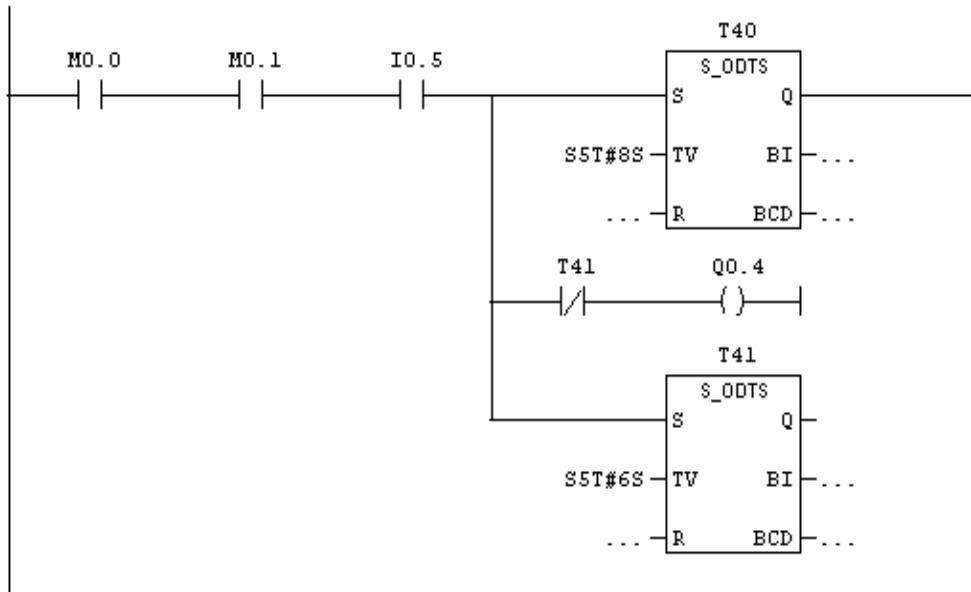 T40
M0.0 M0.1 I0.5 S_ODTS
S Q
S5T#8S TV BI ...
... R BCD ...
T41 Q0.4
T41
S_ODTS
S Q
S5T#6S TV BI ...
... R BCD ...